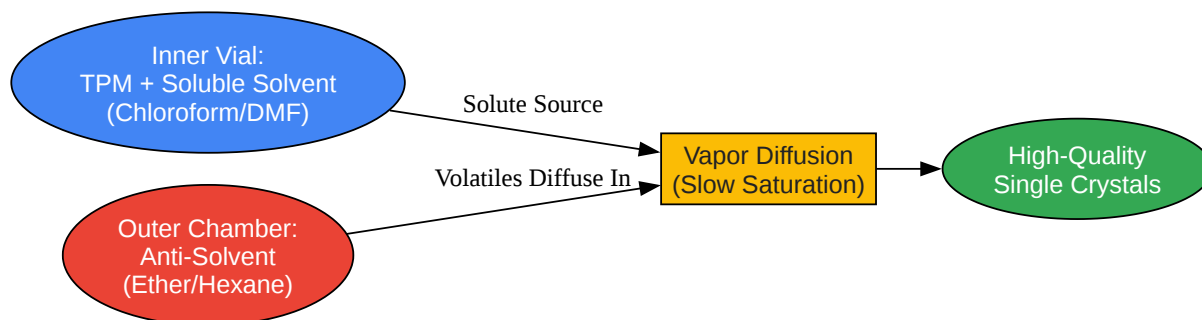 Inner Vial:
TPM + Soluble Solvent
(Chloroform/DMF)
Solute Source
Volatiles Diffuse In
Outer Chamber:
Anti-Solvent
(Ether/Hexane)
Vapor Diffusion
(Slow Saturation)
High-Quality
Single Crystals